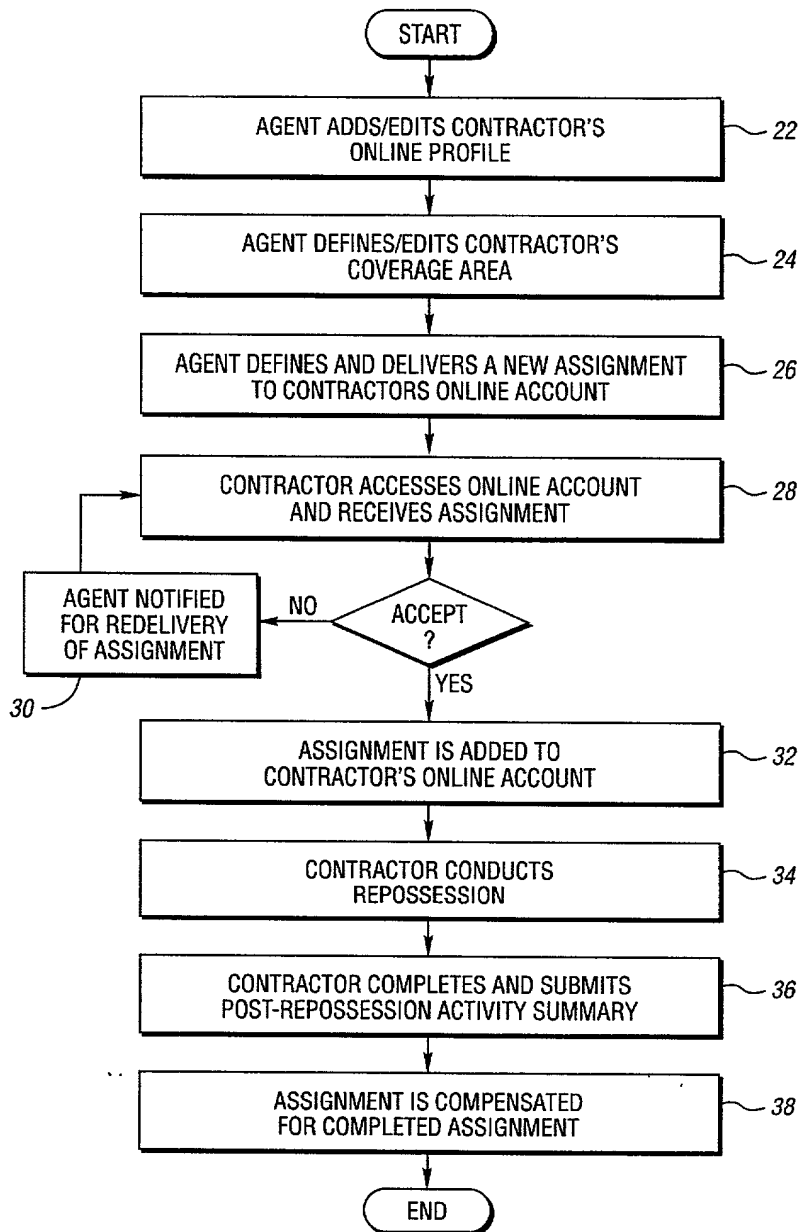 START
AGENT ADDS/EDITS CONTRACTOR'S
ONLINE PROFILE
22
AGENT DEFINES/EDITS CONTRACTOR'S
COVERAGE AREA
24
AGENT DEFINES AND DELIVERS A NEW ASSIGNMENT
TO CONTRACTORS ONLINE ACCOUNT
26
CONTRACTOR ACCESSES ONLINE ACCOUNT
AND RECEIVES ASSIGNMENT
28
ACCEPT
?
NO
AGENT NOTIFIED
FOR REDELIVERY
OF ASSIGNMENT
30
YES
ASSIGNMENT IS ADDED TO
CONTRACTOR'S ONLINE ACCOUNT
32
CONTRACTOR CONDUCTS
REPOSSESSION
34
CONTRACTOR COMPLETES AND SUBMITS
POST-REPOSSESSION ACTIVITY SUMMARY
36
ASSIGNMENT IS COMPENSATED
FOR COMPLETED ASSIGNMENT
38
END